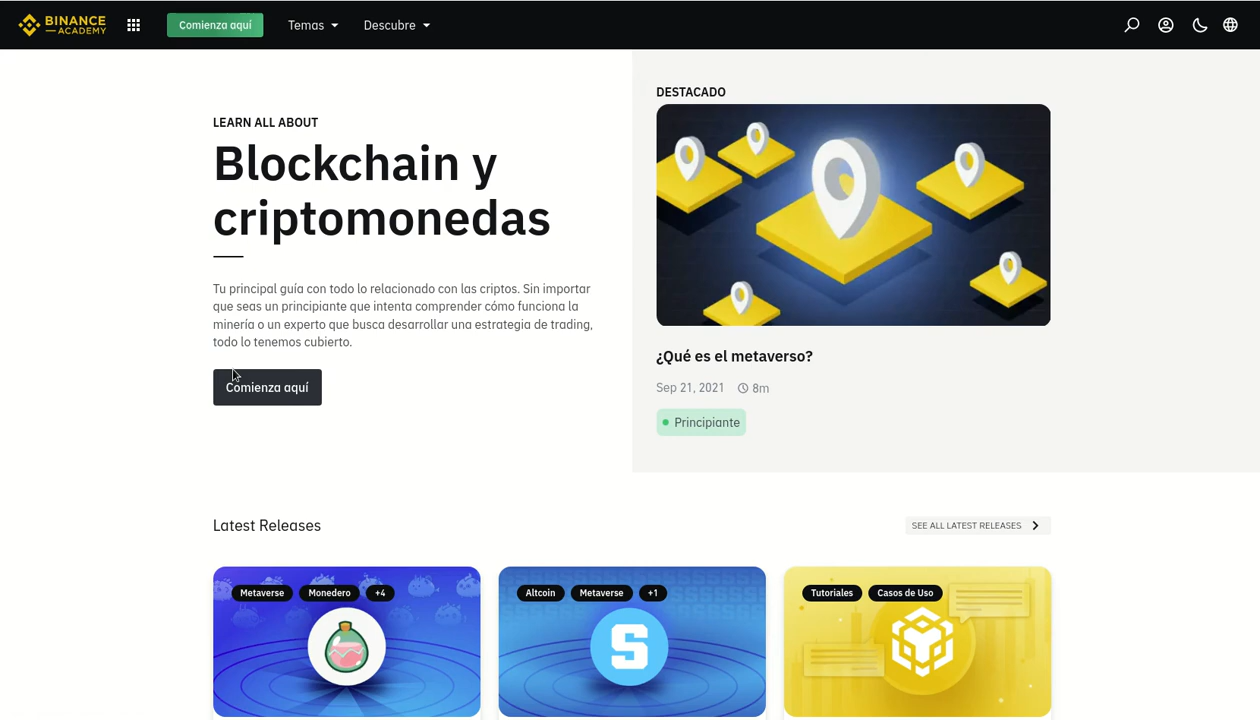 BINANCE
ACADEMY
Comienza aquí
Temas
Descubre
LEARN ALL ABOUT
Blockchain y
criptomonedas
Tu principal guía con todo lo relacionado con las criptos. Sin importar
que seas un principiante que intenta comprender cómo funciona la
minería o un experto que busca desarrollar una estrategia de trading,
todo lo tenemos cubierto.
Comienza aquí
DESTACADO
¿Qué es el metaverso?
Sep 21, 2021 8m
Principiante
Latest Releases
SEE ALL LATEST RELEASES
Metaverse Monedero +4
Altcoin Metaverse +1
S
Tutoriales Casos de Uso